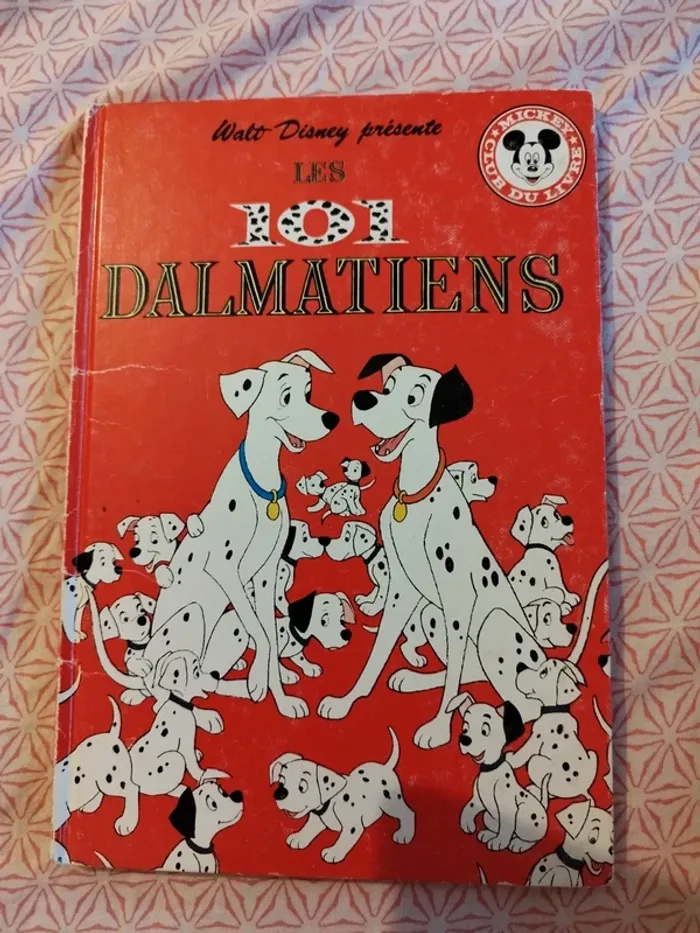 Walt Disney présente
LES
101
DALMATIENS
MICKEY
CLUB DU LIVRE